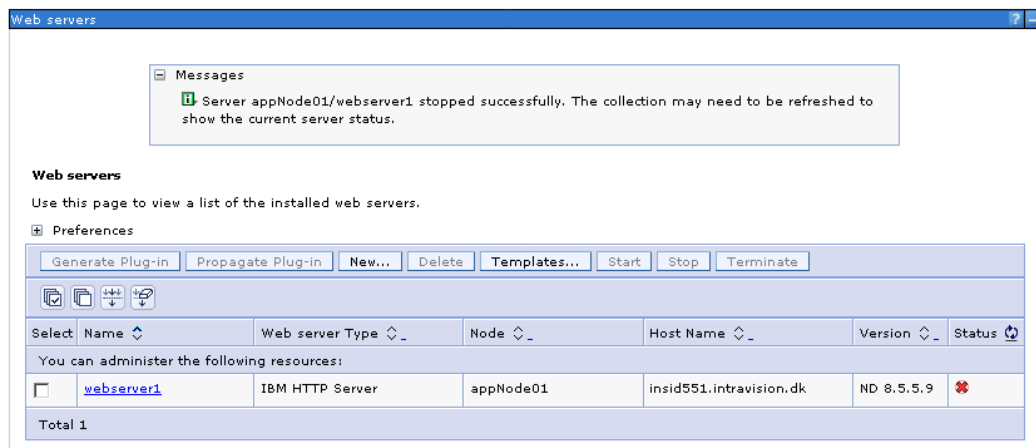 Web servers ? –
Messages
Server appNode01/webserver1 stopped successfully. The collection may need to be refreshed to
show the current server status.
Web servers
Use this page to view a list of the installed web servers.
Preferences
Generate Plug-in Propagate Plug-in New... Delete Templates... Start Stop Terminate
Select Name Web server Type Node Host Name Version Status
You can administer the following resources:
webserver1 IBM HTTP Server appNode01 insid551.intravision.dk ND 8.5.5.9
Total 1